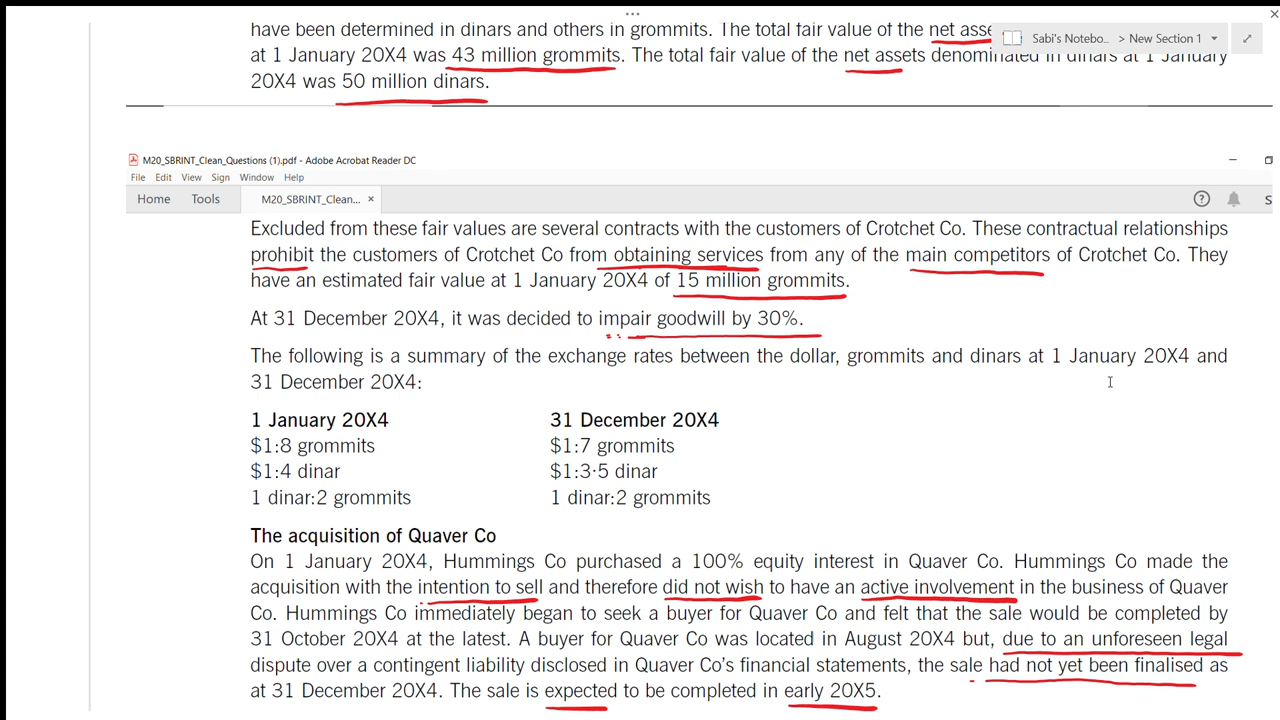 have been determined in dinars and others in grommits. The total fair value of the net asse
Sabi's Notebo... > New Section 1
at 1 January 20X4 was 43 million grommits. The total fair value of the net assets denominated in dinars at 1 January
20X4 was 50 million dinars.
M20_SBRINT_Clean_Questions (1).pdf - Adobe Acrobat Reader DC
File Edit View Sign Window Help
Home Tools M20_SBRINT_Clean... × ? S
Excluded from these fair values are several contracts with the customers of Crotchet Co. These contractual relationships
prohibit the customers of Crotchet Co from obtaining services from any of the main competitors of Crotchet Co. They
have an estimated fair value at 1 January 20X4 of 15 million grommits.
At 31 December 20X4, it was decided to impair goodwill by 30%.
The following is a summary of the exchange rates between the dollar, grommits and dinars at 1 January 20X4 and
31 December 20X4:
1 January 20X4 31 December 20X4
$1:8 grommits $1:7 grommits
$1:4 dinar $1:3·5 dinar
1 dinar:2 grommits 1 dinar:2 grommits
The acquisition of Quaver Co
On 1 January 20X4, Hummings Co purchased a 100% equity interest in Quaver Co. Hummings Co made the
acquisition with the intention to sell and therefore did not wish to have an active involvement in the business of Quaver
Co. Hummings Co immediately began to seek a buyer for Quaver Co and felt that the sale would be completed by
31 October 20X4 at the latest. A buyer for Quaver Co was located in August 20X4 but, due to an unforeseen legal
dispute over a contingent liability disclosed in Quaver Co's financial statements, the sale had not yet been finalised as
at 31 December 20X4. The sale is expected to be completed in early 20X5.